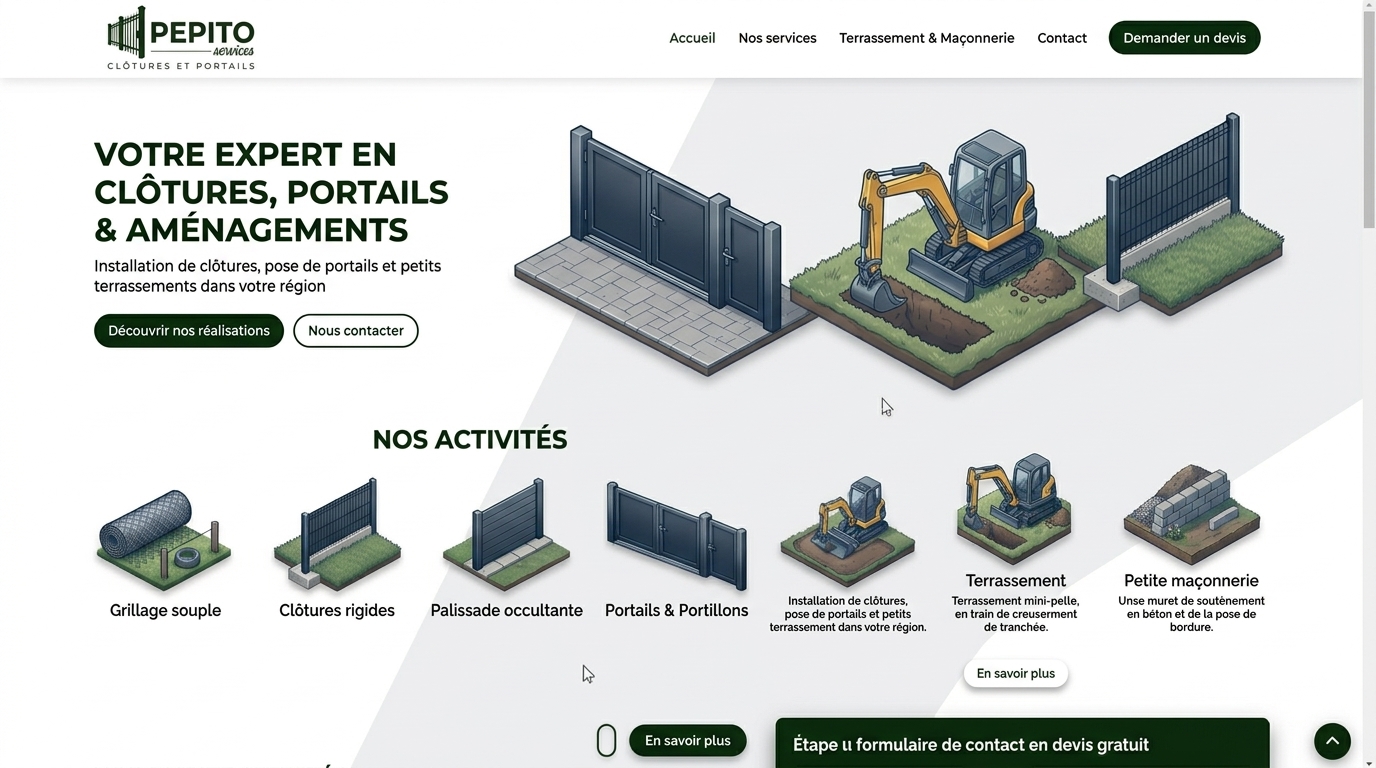 PEPITO
services
CLÔTURES ET PORTAILS
Accueil
Nos services
Terrassement & Maçonnerie
Contact
Demander un devis
VOTRE EXPERT EN
CLÔTURES, PORTAILS
& AMÉNAGEMENTS
Installation de clôtures, pose de portails et petits
terrassements dans votre région
Découvrir nos réalisations
Nous contacter
NOS ACTIVITÉS
Grillage souple
Clôtures rigides
Palissade occultante
Portails & Portillons
Installation de clôtures,
pose de portails et petits
terrassement dans votre région.
Terrassement
Terrassement mini-pelle,
en train de creuserment
de tranchée.
Petite maçonnerie
Unse muret de soutènement
en béton et de la pose de
bordure.
En savoir plus
En savoir plus
Étape u formulaire de contact en devis gratuit